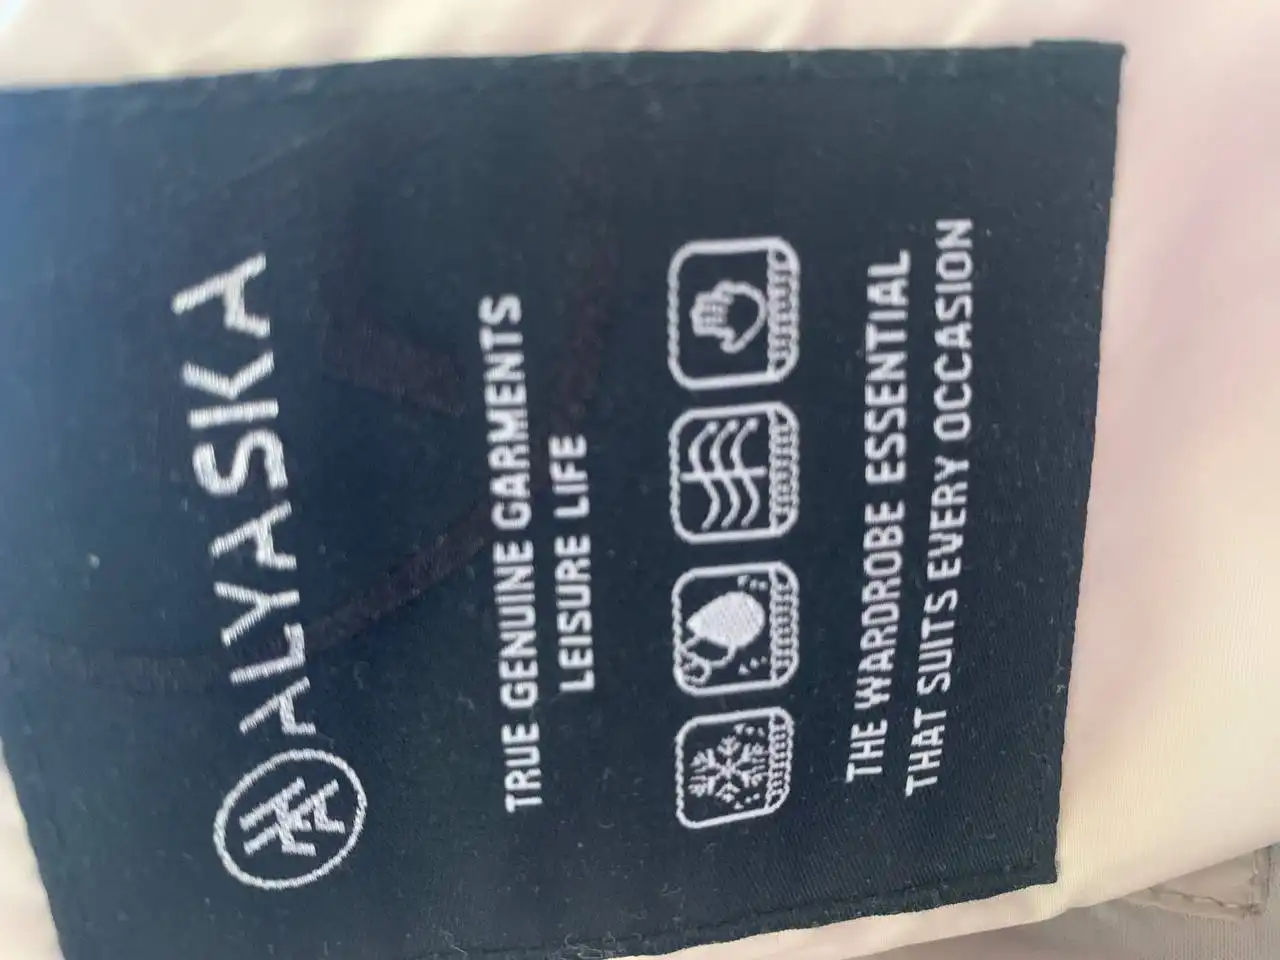 ALYASKA
TRUE GENUINE GARMENTS
LEISURE LIFE
THE WARDROBE ESSENTIAL
THAT SUITS EVERY OCCASION